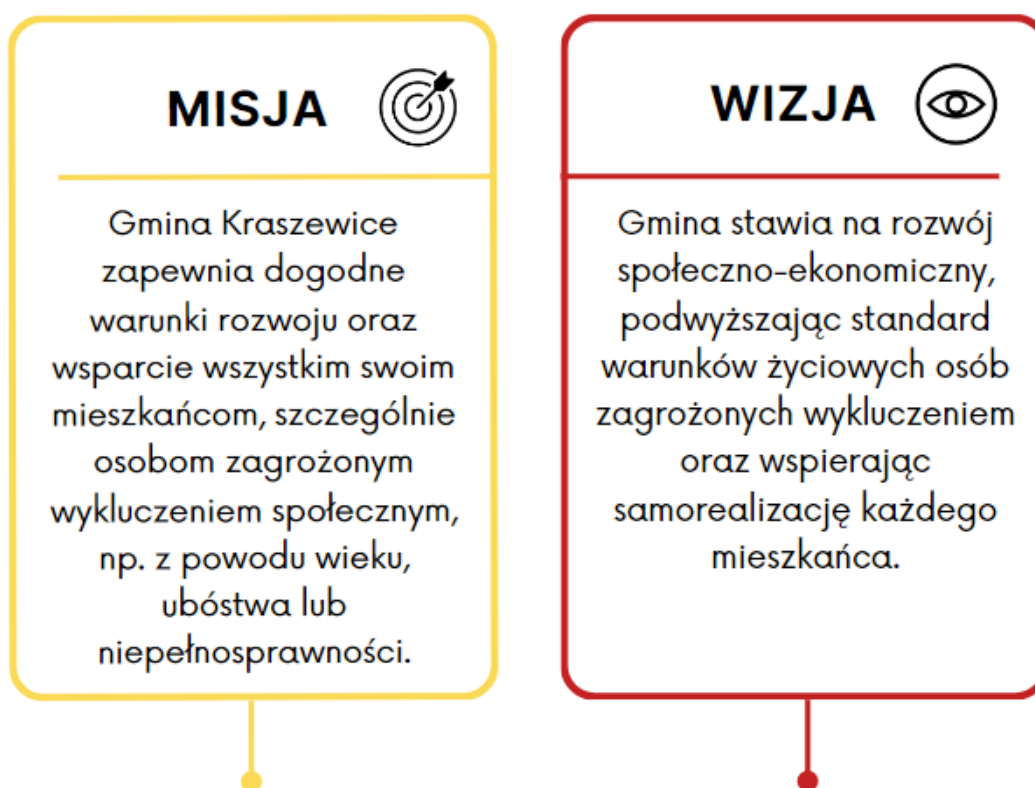 MISJA
Gmina Kraszewice
zapewnia dogodne
warunki rozwoju oraz
wsparcie wszystkim swoim
mieszkańcom, szczególnie
osobom zagrożonym
wykluczeniem społecznym,
np. z powodu wieku,
ubóstwa lub
niepełnosprawności.
WIZJA
Gmina stawia na rozwój
społeczno-ekonomiczny,
podwyższając standard
warunków życiowych osób
zagrożonych wykluczeniem
oraz wspierając
samorealizację każdego
mieszkańca.